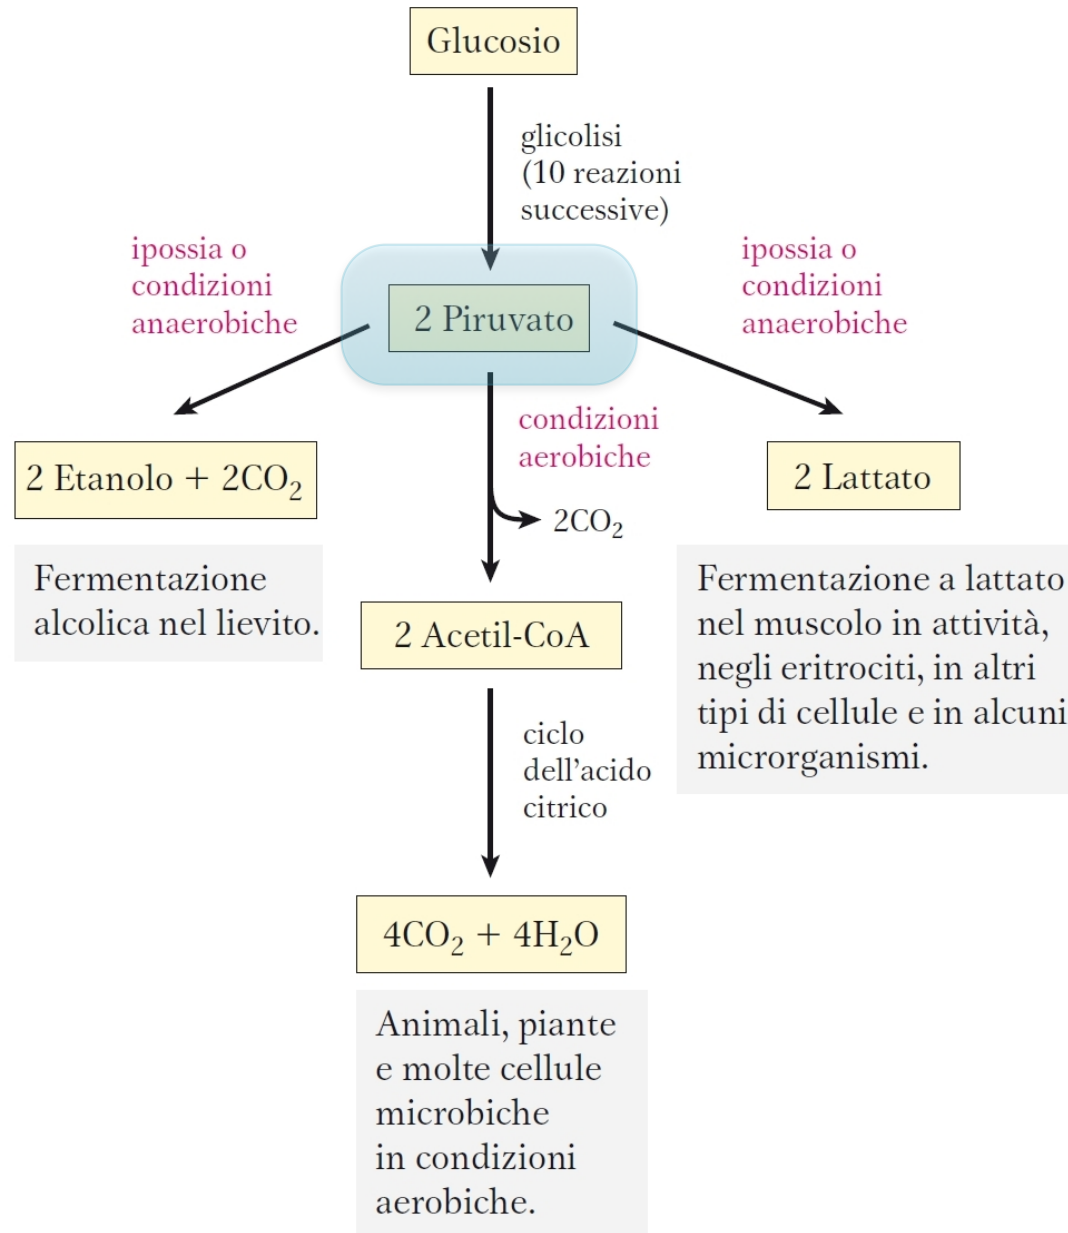 Glucosio
glicolisi
(10 reazioni
successive)
ipossia o
condizioni
anaerobiche
2 Piruvato
ipossia o
condizioni
anaerobiche
condizioni
aerobiche
2 Etanolo + 2CO₂
2CO₂
2 Lattato
Fermentazione
alcolica nel lievito.
2 Acetil-CoA
Fermentazione a lattato
nel muscolo in attività,
negli eritrociti, in altri
tipi di cellule e in alcuni
microrganismi.
ciclo
dell'acido
citrico
4CO₂ + 4H₂O
Animali, piante
e molte cellule
microbiche
in condizioni
aerobiche.